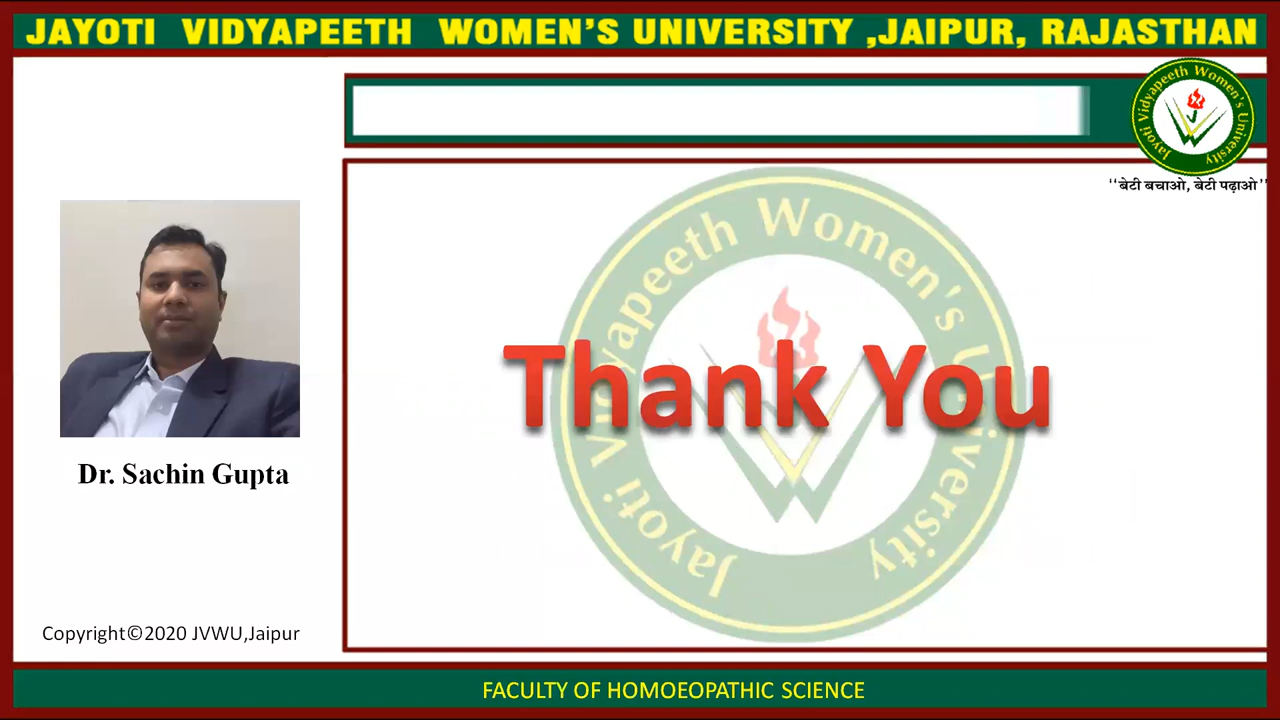 JAYOTI VIDYAPEETH WOMEN'S UNIVERSITY ,JAIPUR, RAJASTHAN
Jayoti Vidyapeeth Women's University
‘‘बेटी बचाओ, बेटी पढ़ाओ’’
Jayoti Vidyapeeth Women's University
Thank You
Dr. Sachin Gupta
Copyright©2020 JVWU,Jaipur
FACULTY OF HOMOEOPATHIC SCIENCE